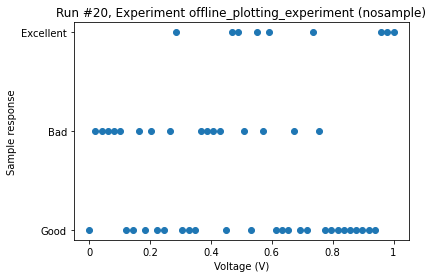 Run #20, Experiment offline_plotting_experiment (nosample)
Excellent
Bad
Good
Sample response
0 0.2 0.4 0.6 0.8 1
Voltage (V)